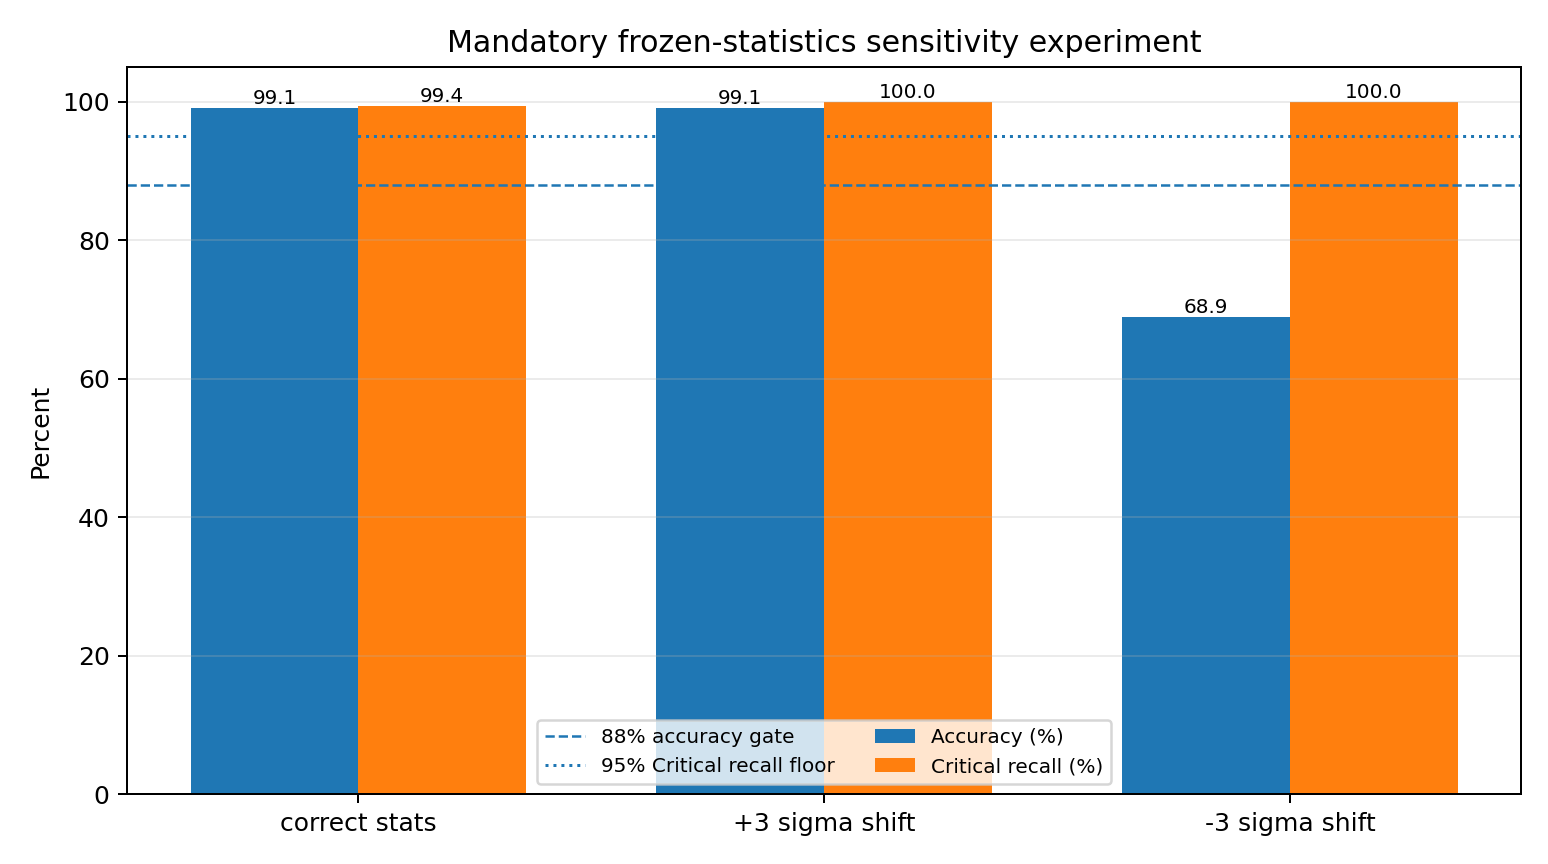 Mandatory frozen-statistics sensitivity experiment
Percent
100
80
60
40
20
0
99.1
99.4
99.1
100.0
68.9
100.0
88% accuracy gate
95% Critical recall floor
Accuracy (%)
Critical recall (%)
correct stats
+3 sigma shift
-3 sigma shift